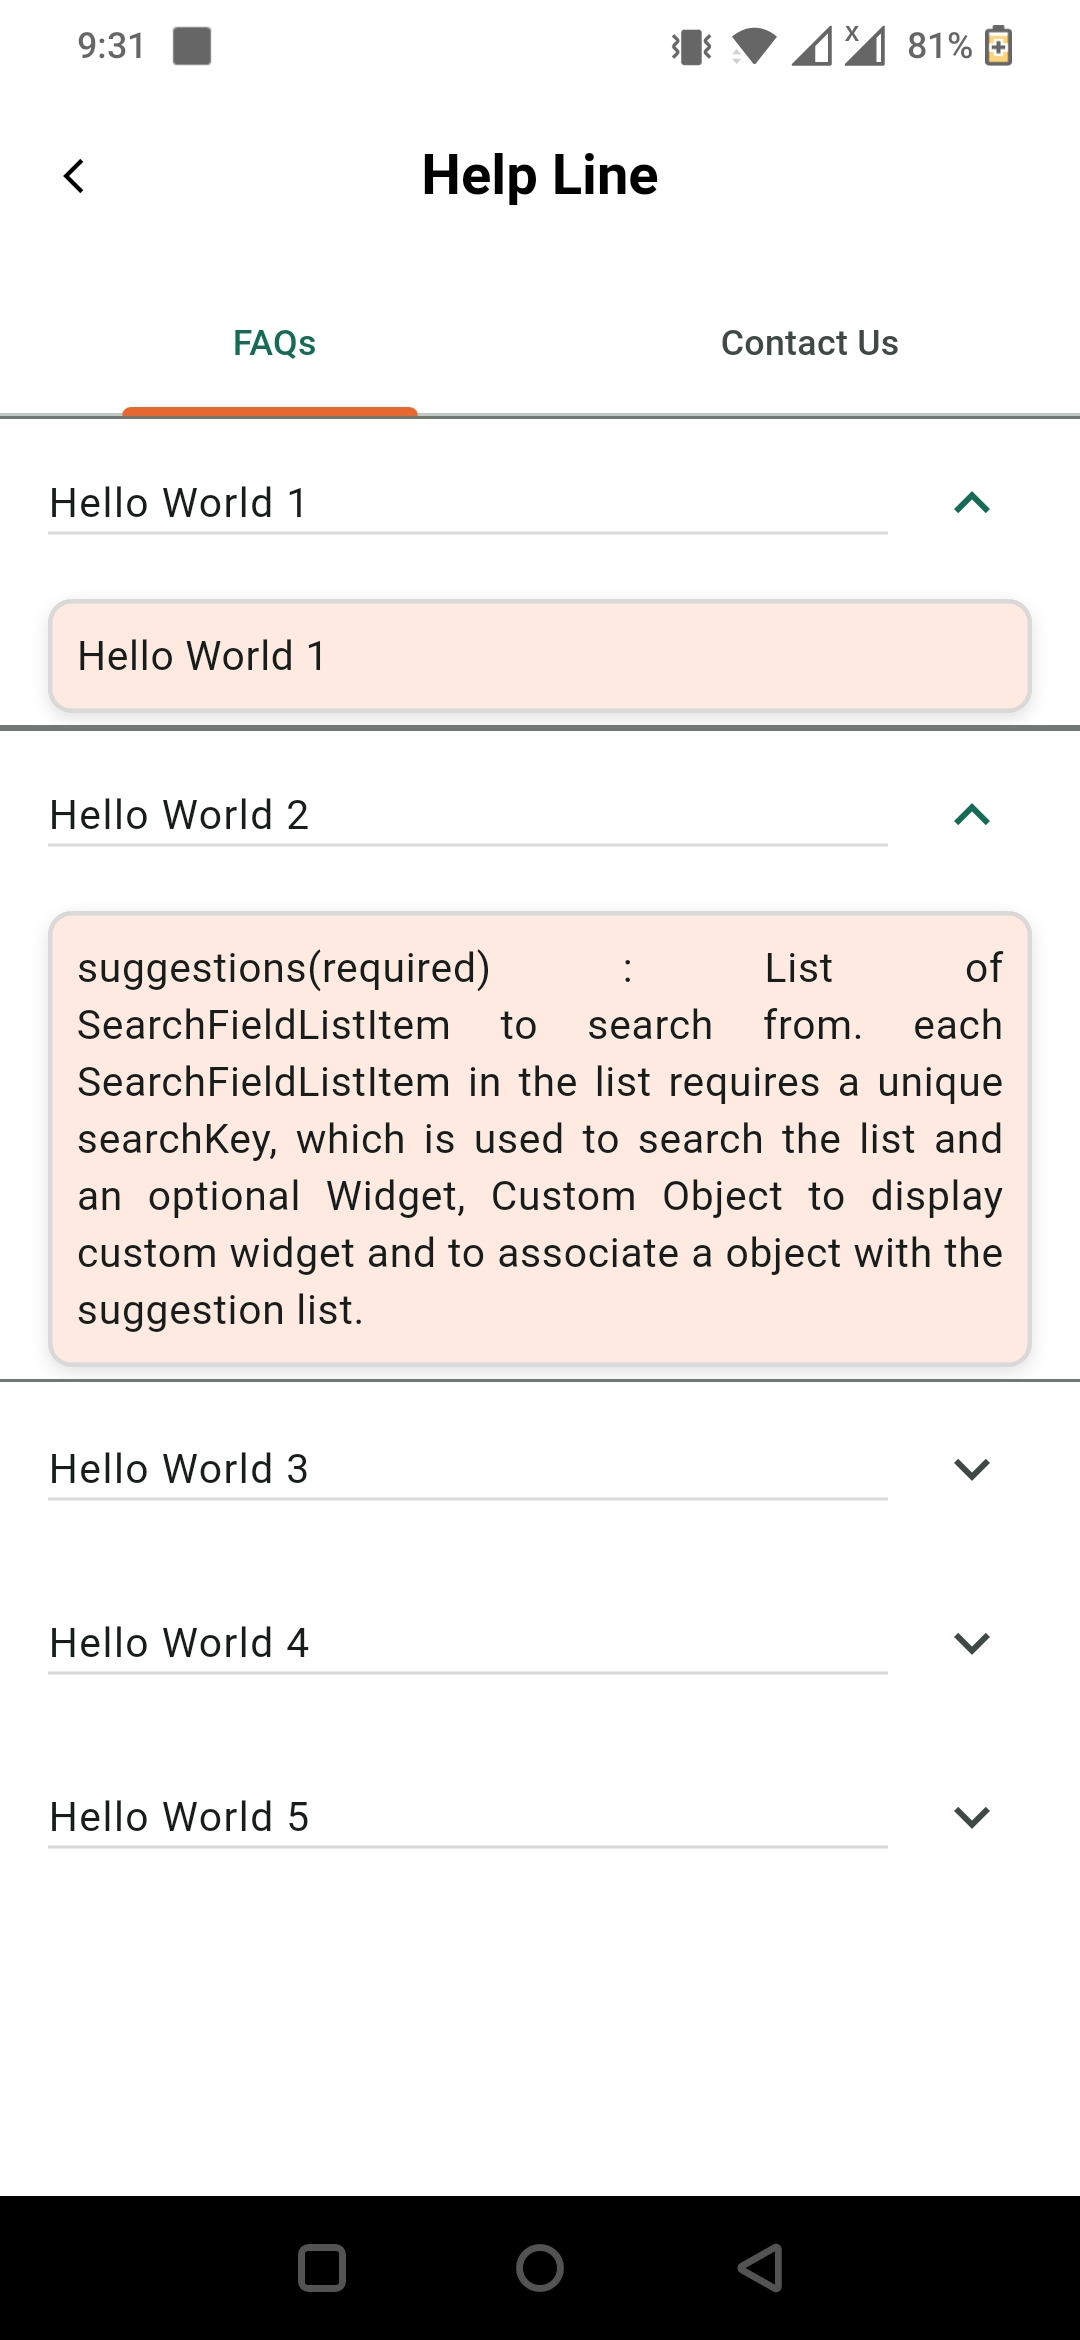 9:31 X 81%
Help Line
FAQs Contact Us
Hello World 1
Hello World 1
Hello World 2
suggestions(required) : List of
SearchFieldListItem to search from. each
SearchFieldListItem in the list requires a unique
searchKey, which is used to search the list and
an optional Widget, Custom Object to display
custom widget and to associate a object with the
suggestion list.
Hello World 3
Hello World 4
Hello World 5